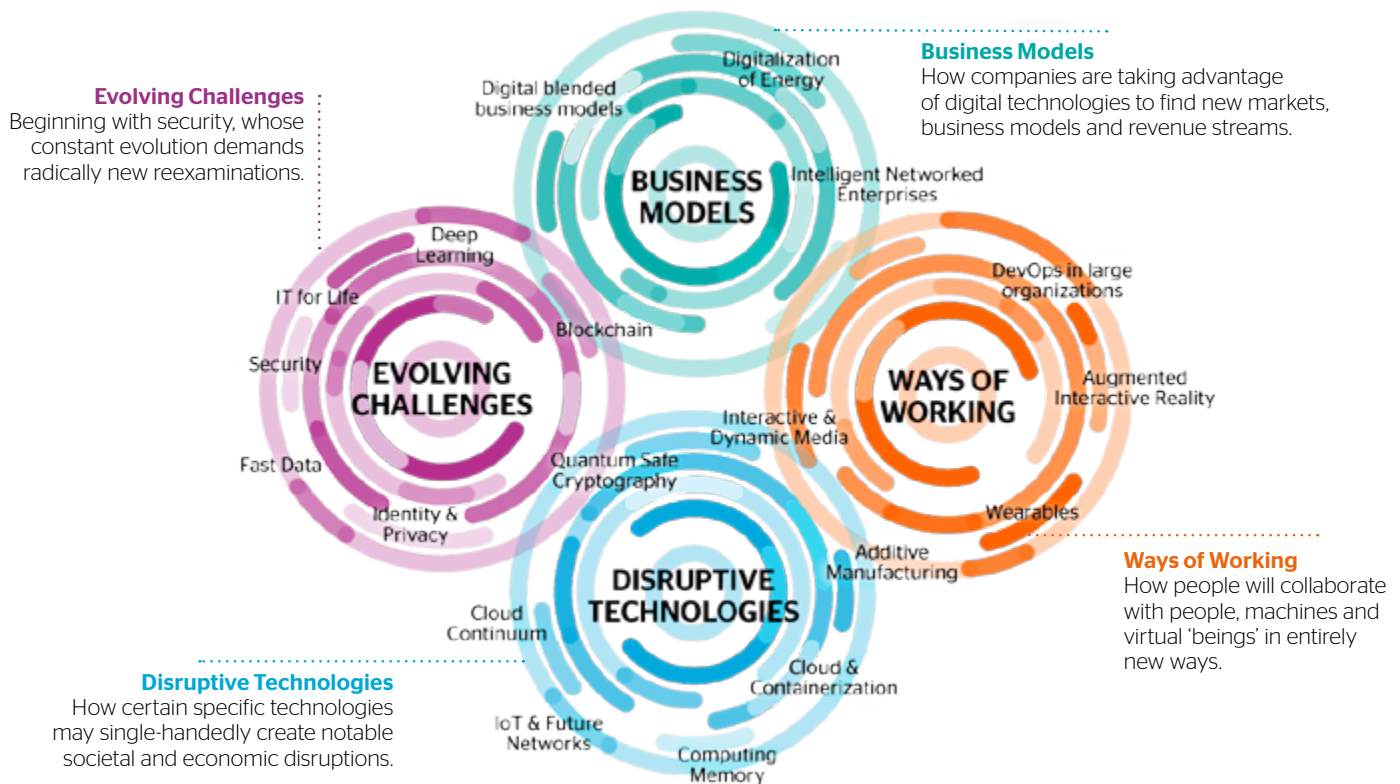 Business Models
How companies are taking advantage
of digital technologies to find new markets,
business models and revenue streams.
Evolving Challenges
Beginning with security, whose
constant evolution demands
radically new reexaminations.
Digitalization
of Energy
Digital blended
business models
Intelligent Networked
Enterprises
BUSINESS
MODELS
Deep
Learning
IT for Life
Blockchain
Security
EVOLVING
CHALLENGES
Fast Data
Identity &
Privacy
Quantum Safe
Cryptography
DevOps in large
organizations
Augmented
Interactive Reality
WAYS OF
WORKING
Interactive &
Dynamic Media
Wearables
Additive
Manufacturing
DISRUPTIVE
TECHNOLOGIES
Cloud
Continuum
Cloud &
Containerization
IoT & Future
Networks
Computing
Memory
Ways of Working
How people will collaborate
with people, machines and
virtual ‘beings’ in entirely
new ways.
Disruptive Technologies
How certain specific technologies
may single-handedly create notable
societal and economic disruptions.